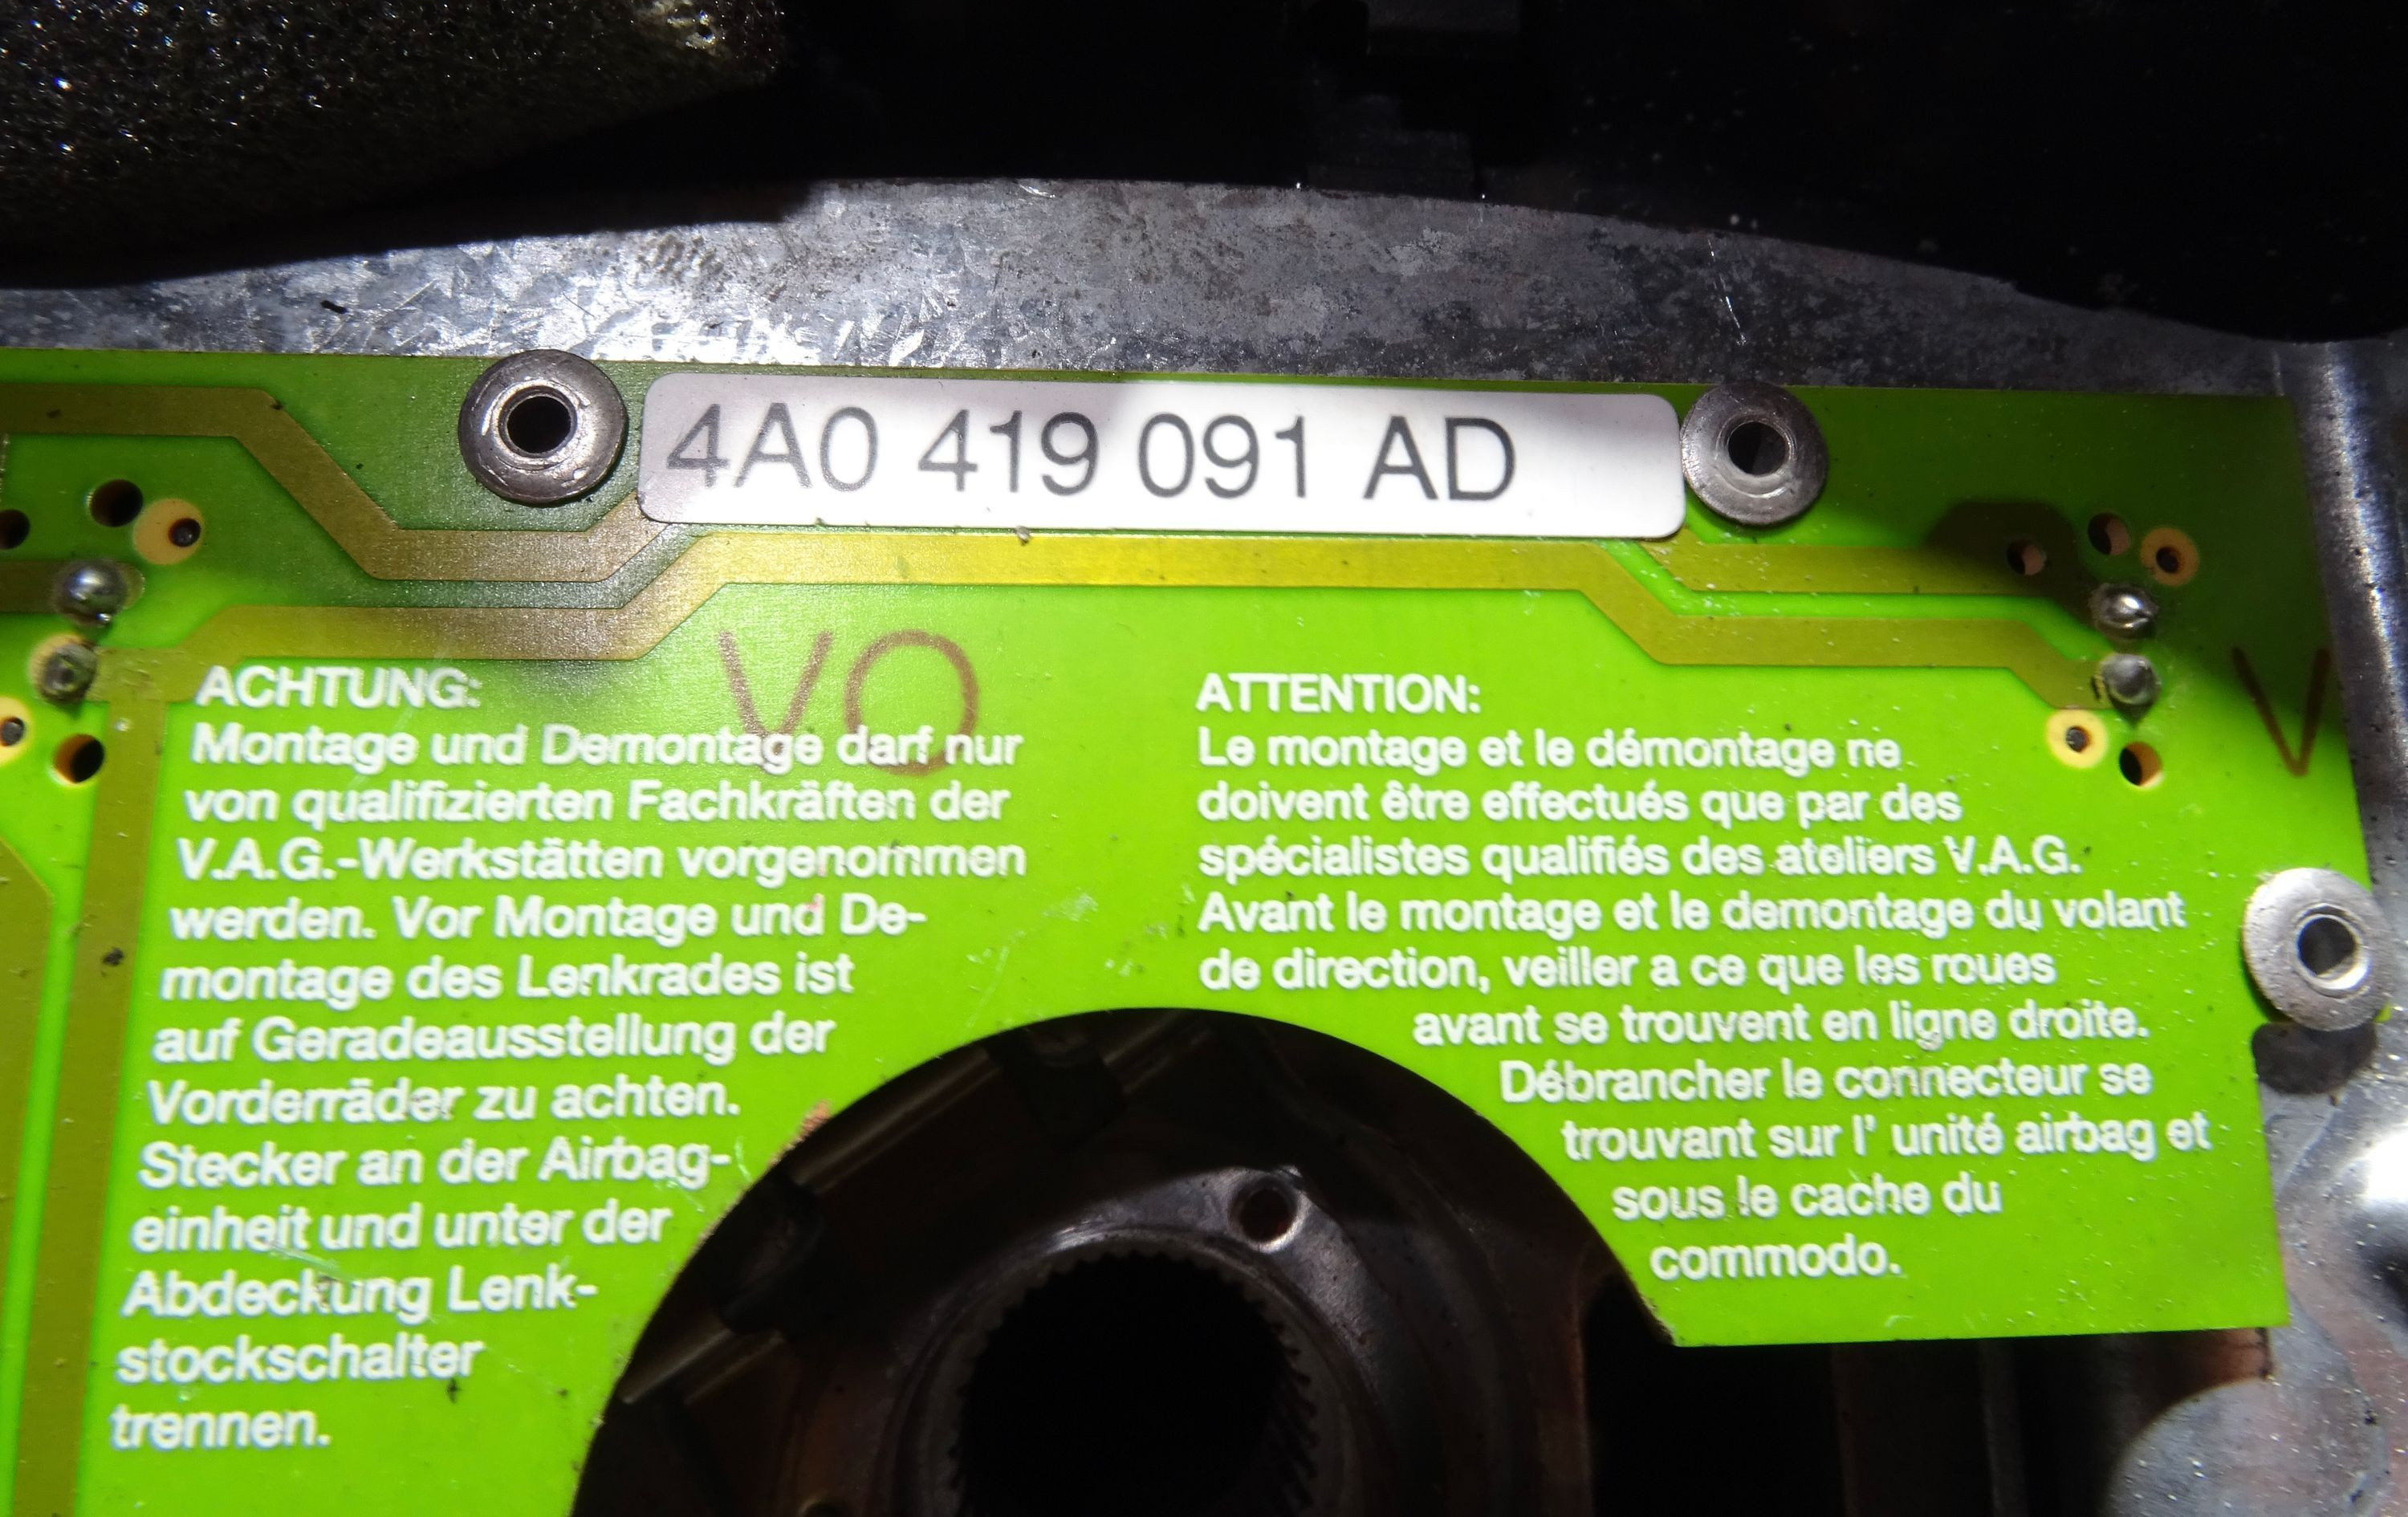 4A0 419 091 AD
VO
V
ACHTUNG:
Montage und Demontage darf nur
von qualifizierten Fachkräften der
V.A.G.-Werkstätten vorgenommen
werden. Vor Montage und De-
montage des Lenkrades ist
auf Geradeausstellung der
Vorderräder zu achten.
Stecker an der Airbag-
einheit und unter der
Abdeckung Lenk-
stockschalter
trennen.
ATTENTION:
Le montage et le démontage ne
doivent être effectués que par des
spécialistes qualifiés des ateliers V.A.G.
Avant le montage et le demontage du volant
de direction, veiller a ce que les roues
avant se trouvent en ligne droite.
Débrancher le connecteur se
trouvant sur l' unité airbag et
sous le cache du
commodo.